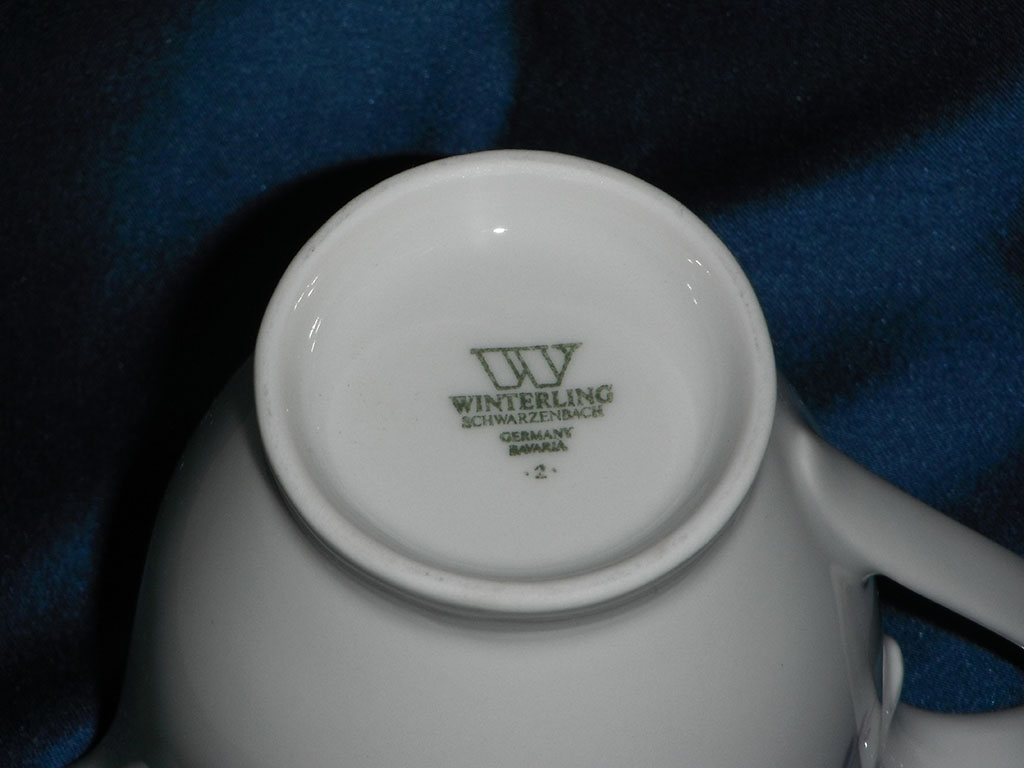 W
WINTERLING
SCHWARZENBACH
GERMANY
BAVARIA
·2·